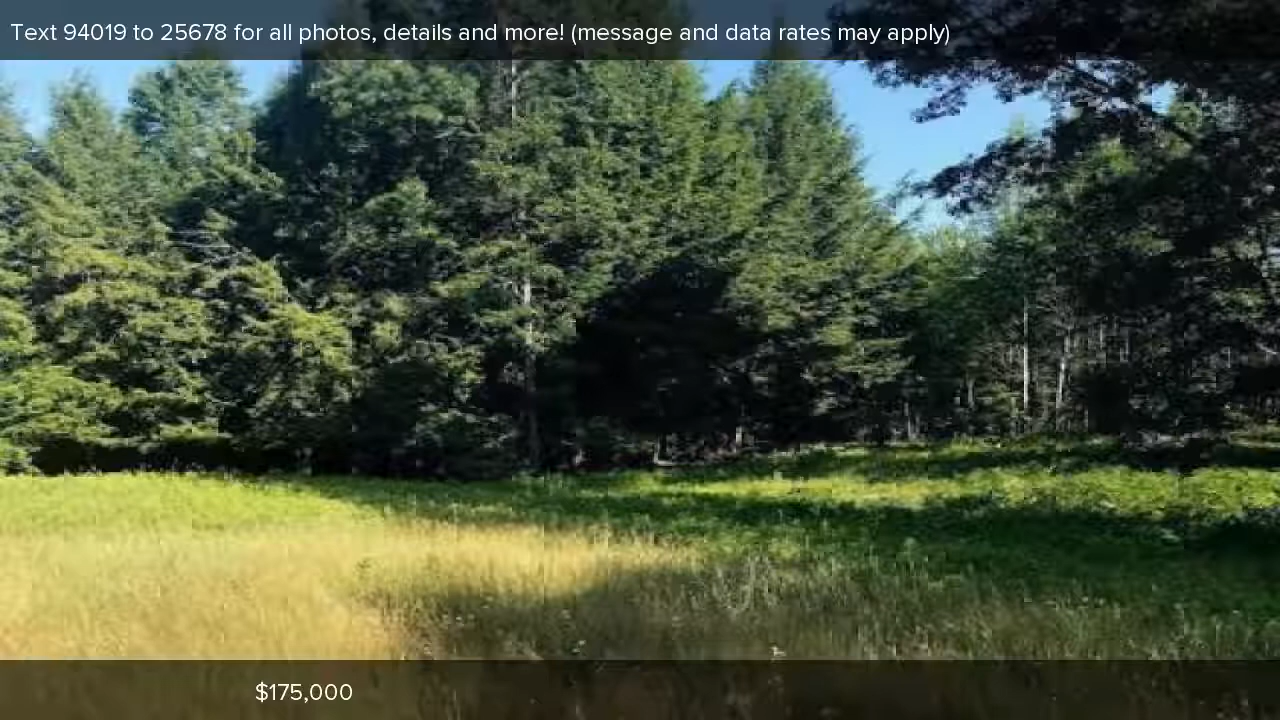 Text 94019 to 25678 for all photos, details and more! (message and data rates may apply)
$175,000